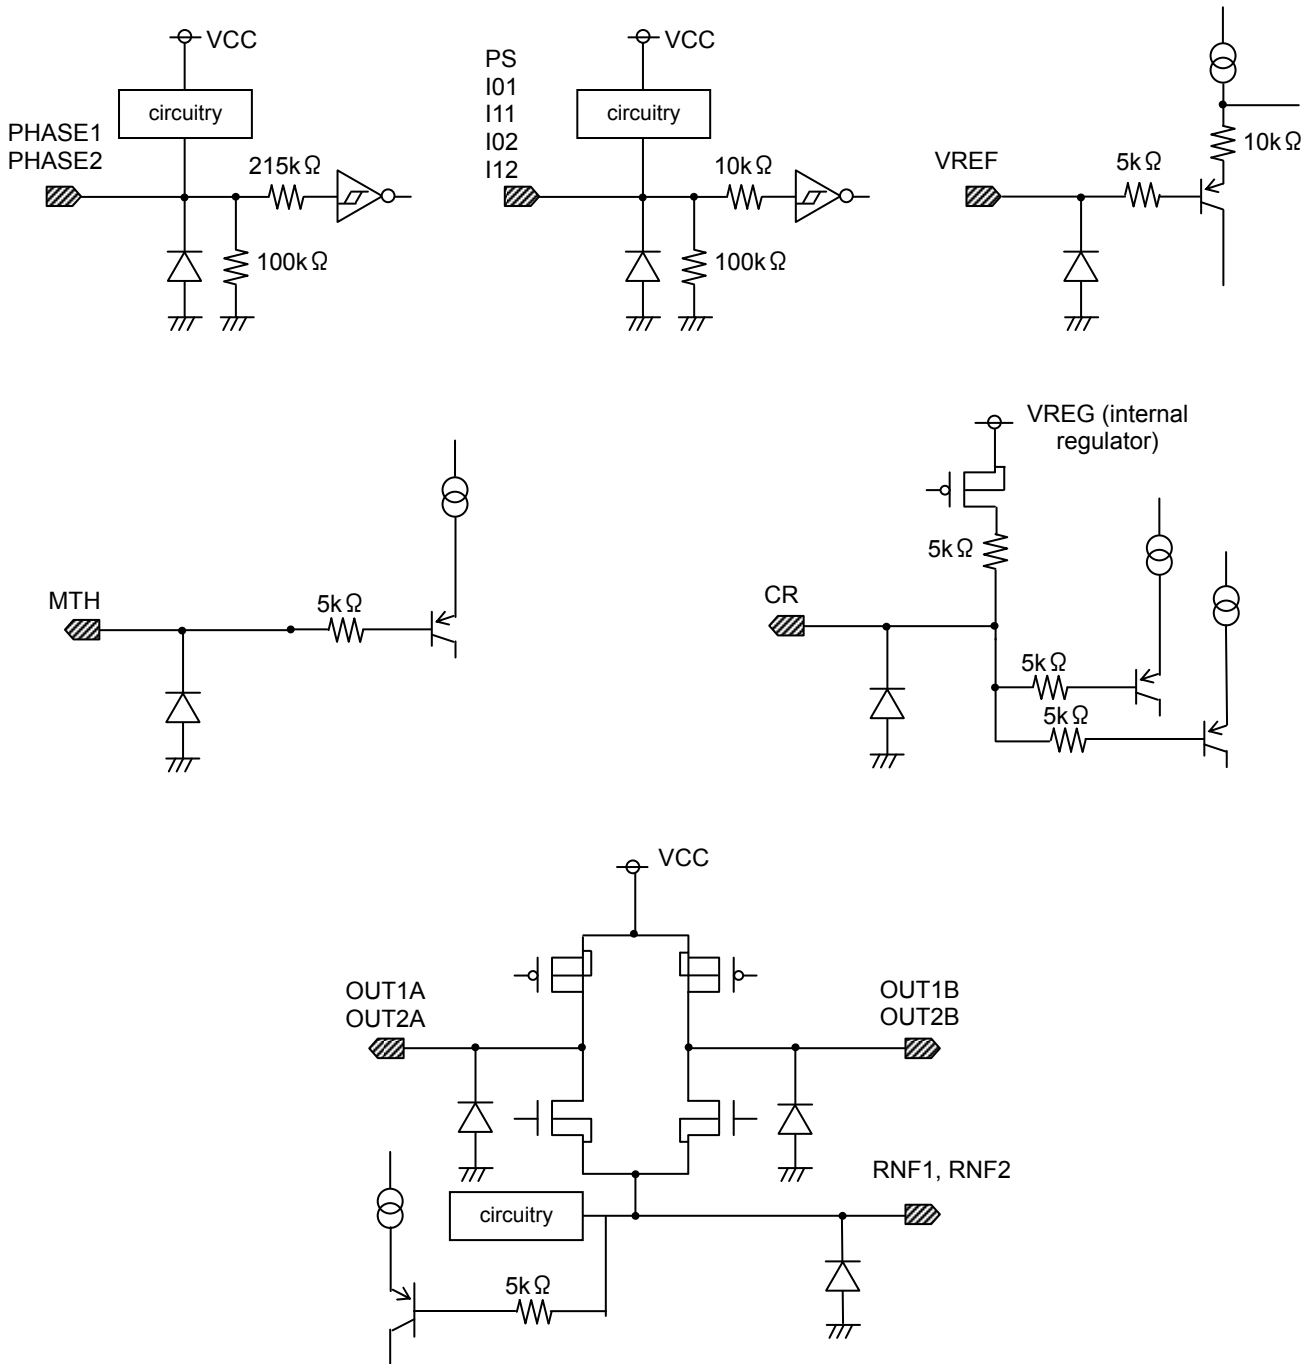 VCC
circuitry
PHASE1
PHASE2
215kΩ
100kΩ
VCC
PS
I01
I11
I02
I12
circuitry
10kΩ
100kΩ
VREF
5kΩ
10kΩ
MTH
5kΩ
VREG (internal
regulator)
5kΩ
CR
5kΩ
5kΩ
VCC
OUT1A
OUT2A
OUT1B
OUT2B
RNF1, RNF2
circuitry
5kΩ